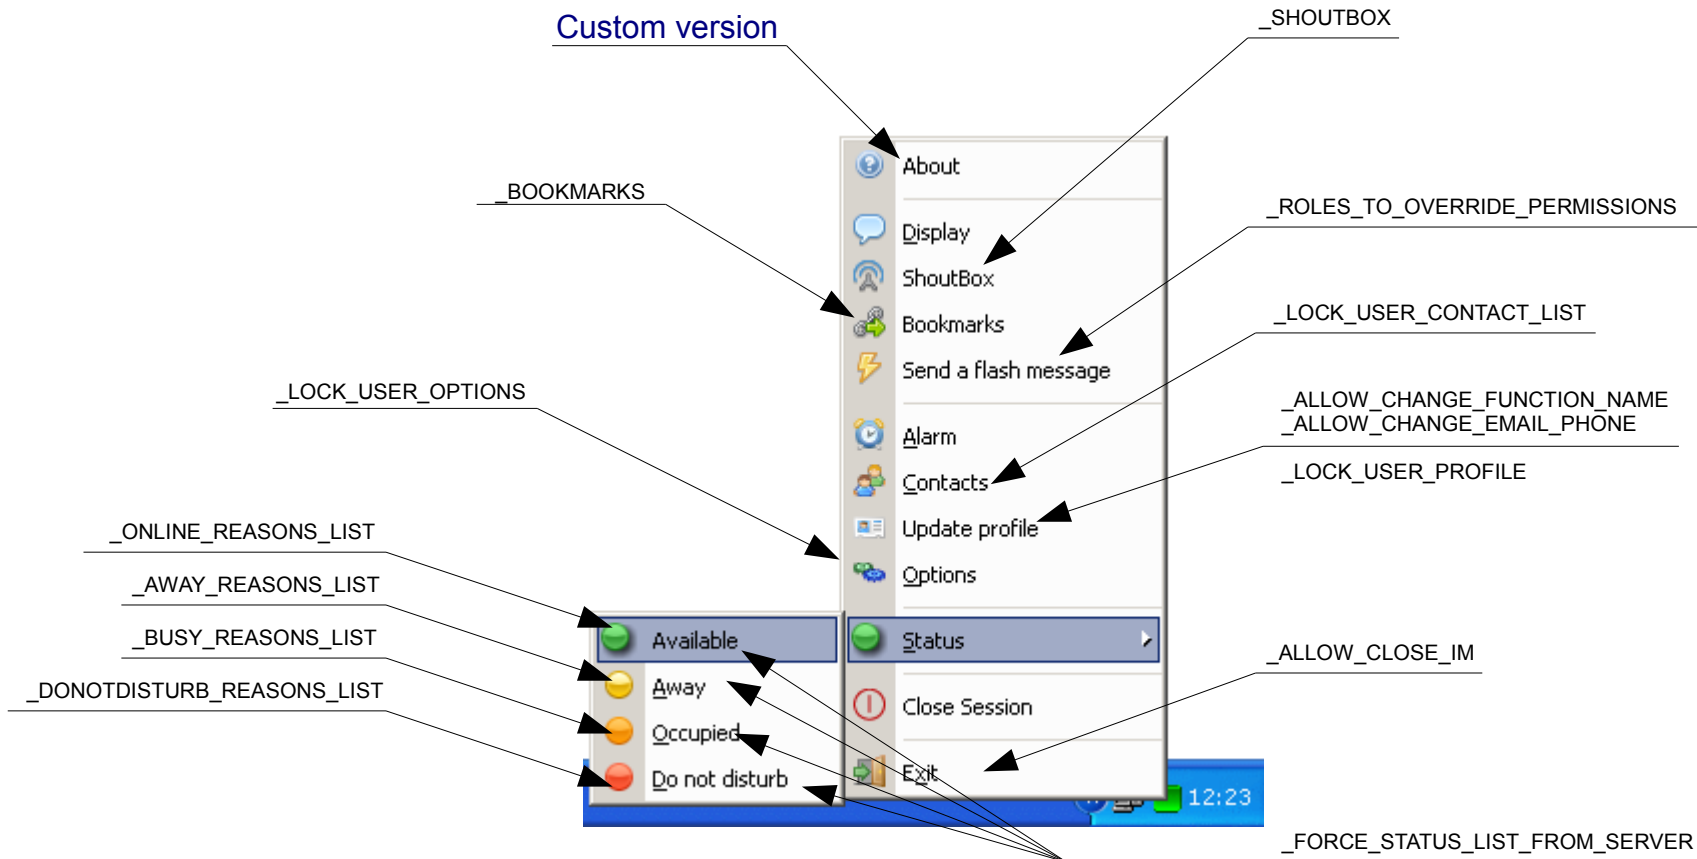 Custom version
_SHOUTBOX
About
_BOOKMARKS
_ROLES_TO_OVERRIDE_PERMISSIONS
Display
ShoutBox
Bookmarks
_LOCK_USER_CONTACT_LIST
Send a flash message
_LOCK_USER_OPTIONS
_ALLOW_CHANGE_FUNCTION_NAME
_ALLOW_CHANGE_EMAIL_PHONE
Alarm
_LOCK_USER_PROFILE
Contacts
Update profile
_ONLINE_REASONS_LIST
Options
_AWAY_REASONS_LIST
_BUSY_REASONS_LIST
Available
Status
_ALLOW_CLOSE_IM
_DONOTDISTURB_REASONS_LIST
Away
Close Session
Occupied
Do not disturb
Exit
12:23
_FORCE_STATUS_LIST_FROM_SERVER